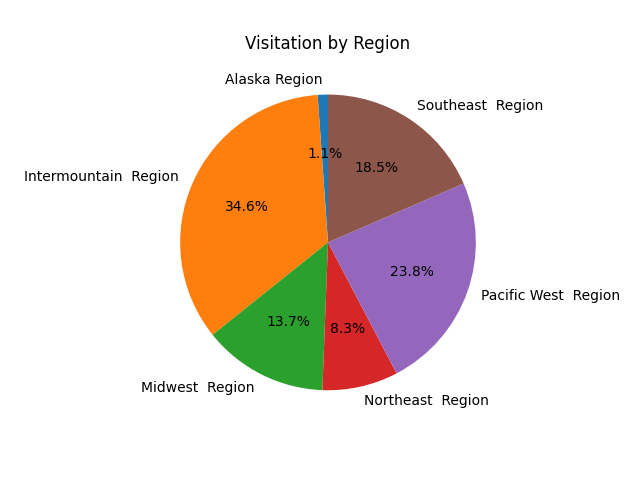 Visitation by Region
Alaska Region
Southeast  Region
1.1%
18.5%
Intermountain  Region
34.6%
23.8%
Pacific West  Region
13.7%
8.3%
Midwest  Region
Northeast  Region